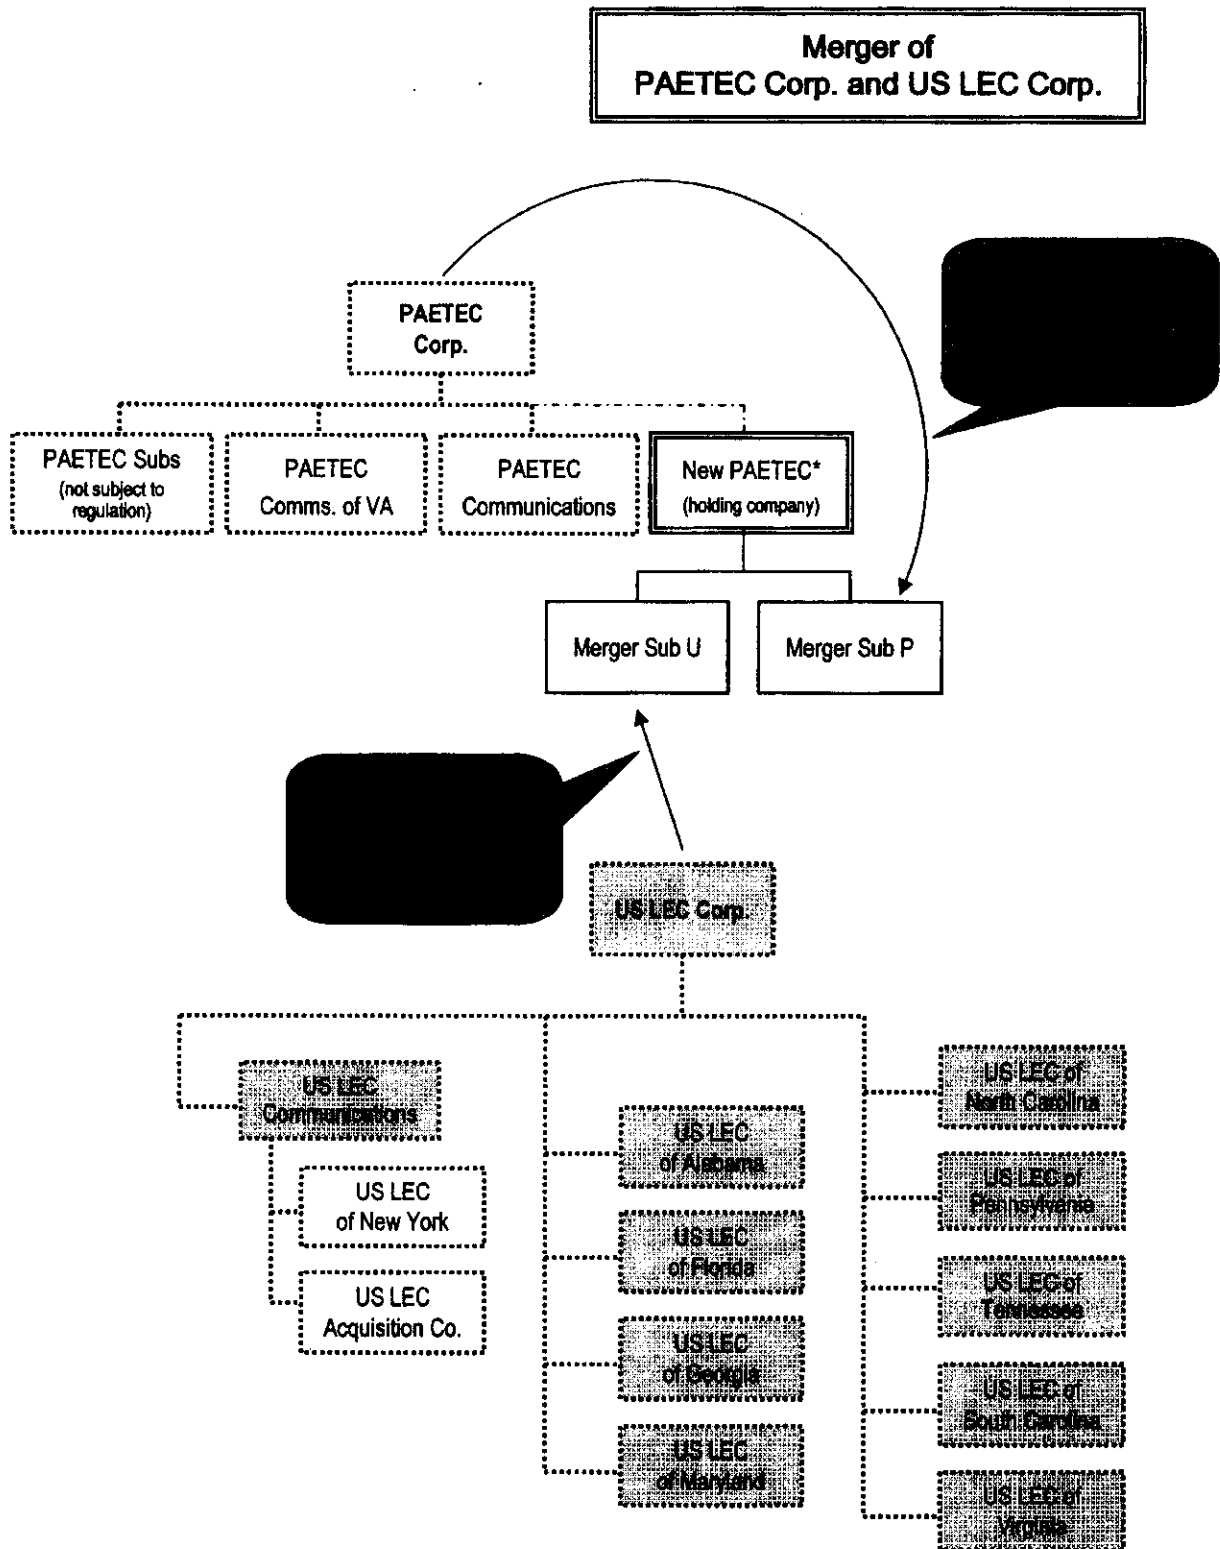 Merger of
PAETEC Corp. and US LEC Corp.
PAETEC
Corp.
PAETEC Subs
(not subject to
regulation)
PAETEC
Comms. of VA
PAETEC
Communications
New PAETEC*
(holding company)
Merger Sub U
Merger Sub P
US LEC Corp.
US LEC
Communications
US LEC
of New York
US LEC
Acquisition Co.
US LEC
of Alabama
US LEC
of Florida
US LEC
of Georgia
US LEC
of Maryland
US LEC of
North Carolina
US LEC of
Pennsylvania
US LEC of
Tennessee
US LEC of
South Carolina
US LEC of
Virginia